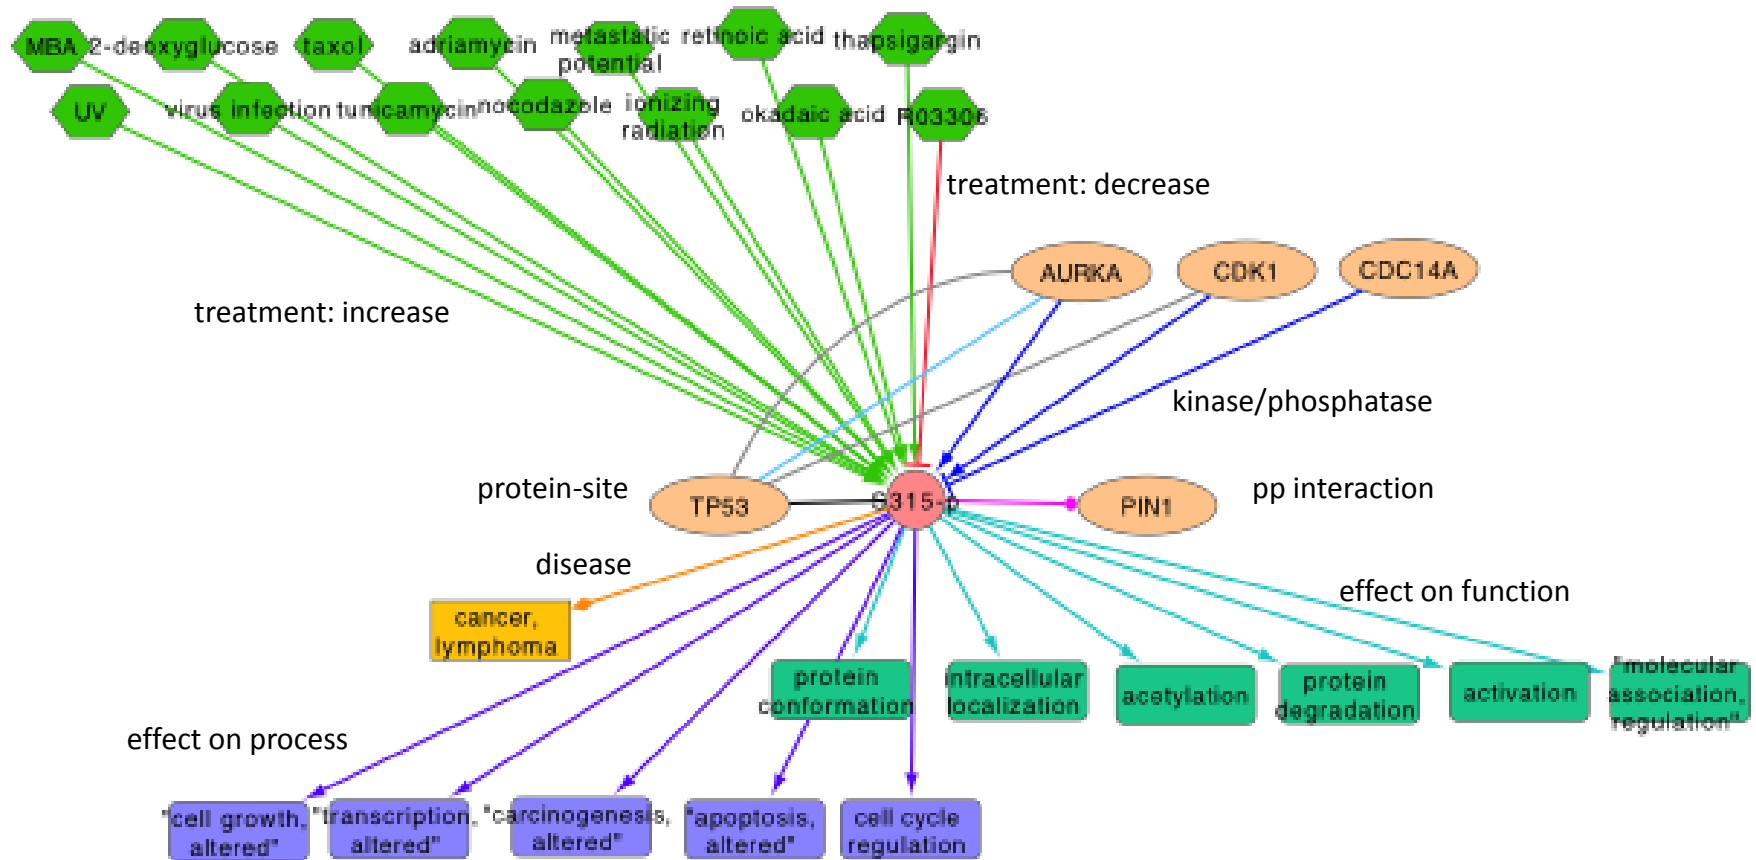 MBA
2-deoxyglucose
taxol
adriamycin
metastatic
potential
retinoic acid
thapsigargin
UV
virus infection
tunicamycin
nocodazole
ionizing
radiation
okadaic acid
R03306
treatment: decrease
AURKA
CDK1
CDC14A
treatment: increase
kinase/phosphatase
protein-site
TP53
S315-p
PIN1
pp interaction
disease
effect on function
cancer,
lymphoma
protein
conformation
intracellular
localization
acetylation
protein
degradation
activation
"molecular
association,
regulation"
effect on process
"cell growth,
altered"
"transcription,
altered"
"carcinogenesis,
altered"
"apoptosis,
altered"
cell cycle
regulation